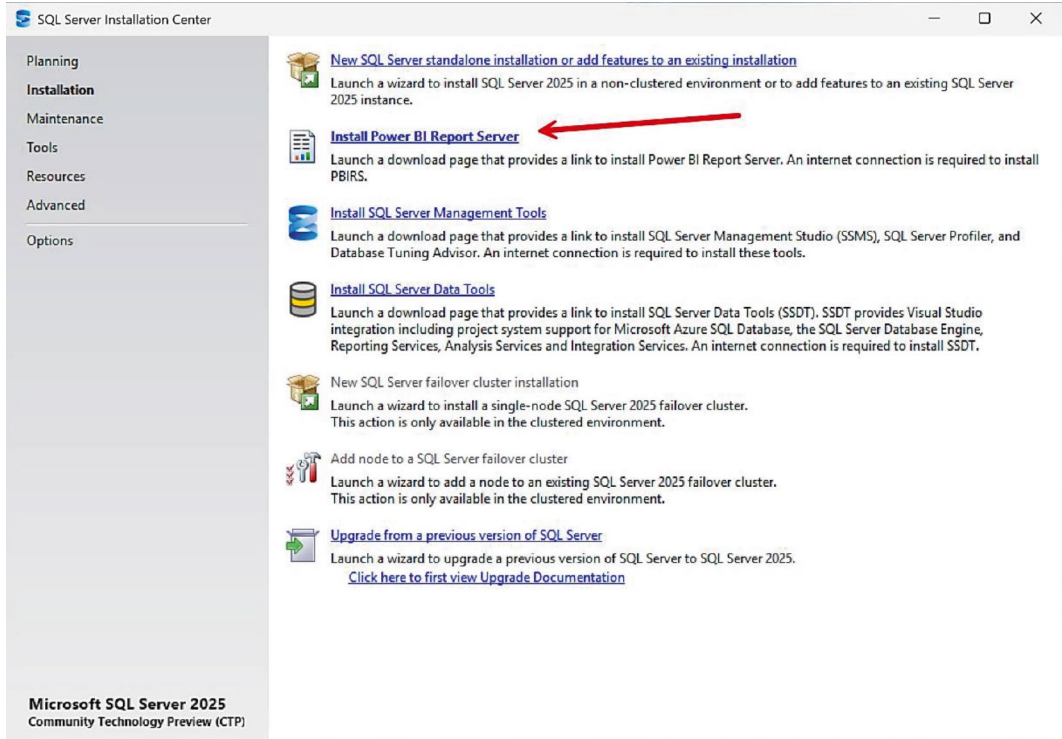 SQL Server Installation Center
Planning
Installation
Maintenance
Tools
Resources
Advanced
Options
Microsoft SQL Server 2025
Community Technology Preview (CTP)
New SQL Server standalone installation or add features to an existing installation
Launch a wizard to install SQL Server 2025 in a non-clustered environment or to add features to an existing SQL Server
2025 instance.
Install Power BI Report Server
Launch a download page that provides a link to install Power BI Report Server. An internet connection is required to install
PBIRS.
Install SQL Server Management Tools
Launch a download page that provides a link to install SQL Server Management Studio (SSMS), SQL Server Profiler, and
Database Tuning Advisor. An internet connection is required to install these tools.
Install SQL Server Data Tools
Launch a download page that provides a link to install SQL Server Data Tools (SSDT). SSDT provides Visual Studio
integration including project system support for Microsoft Azure SQL Database, the SQL Server Database Engine,
Reporting Services, Analysis Services and Integration Services. An internet connection is required to install SSDT.
New SQL Server failover cluster installation
Launch a wizard to install a single-node SQL Server 2025 failover cluster.
This action is only available in the clustered environment.
Add node to a SQL Server failover cluster
Launch a wizard to add a node to an existing SQL Server 2025 failover cluster.
This action is only available in the clustered environment.
Upgrade from a previous version of SQL Server
Launch a wizard to upgrade a previous version of SQL Server to SQL Server 2025.
Click here to first view Upgrade Documentation